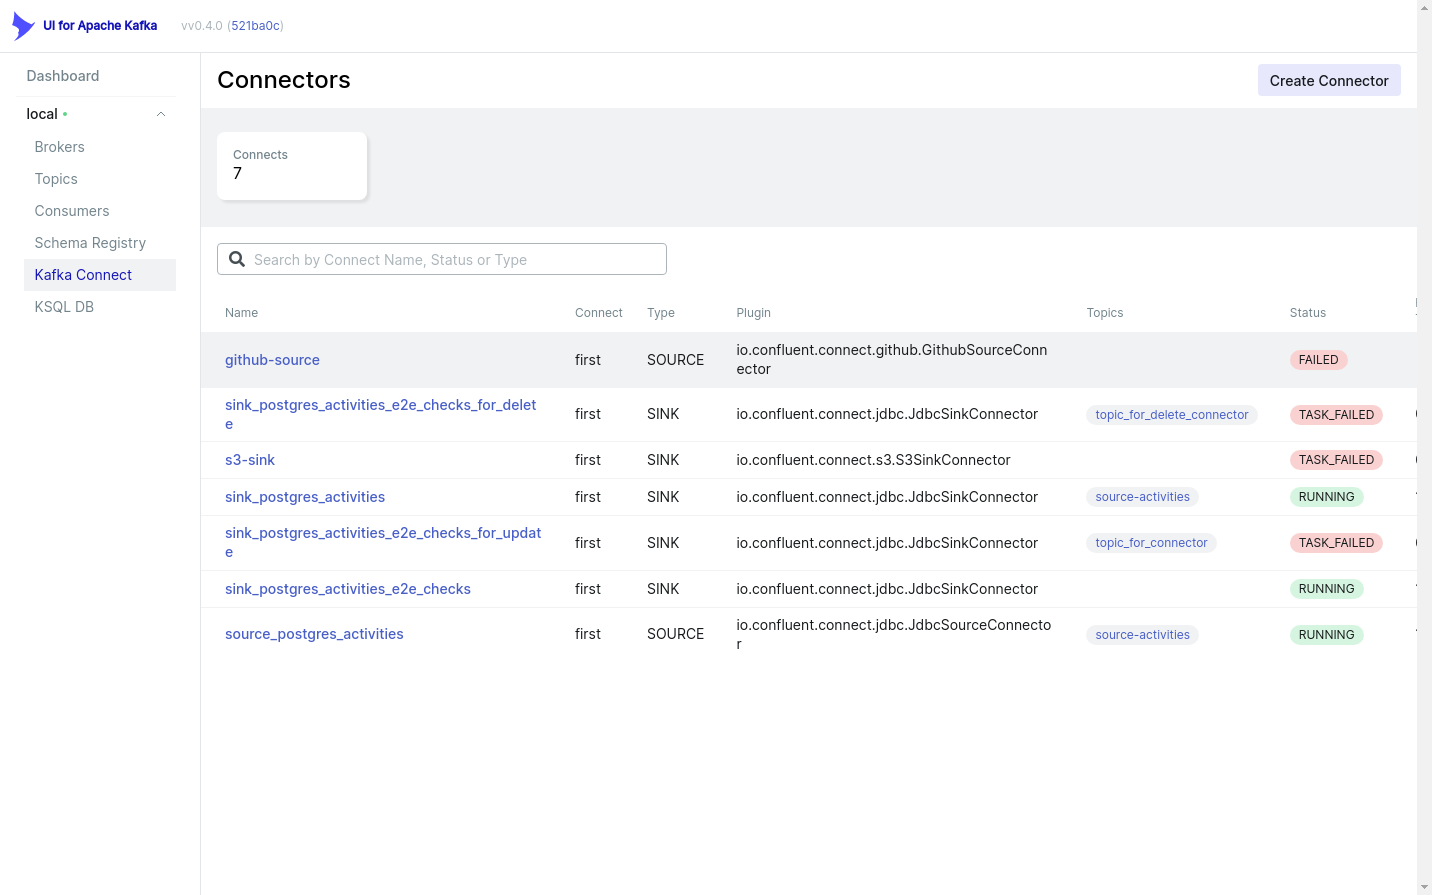 UI for Apache Kafka vv0.4.0 (521ba0c)
Dashboard
local
Brokers
Topics
Consumers
Schema Registry
Kafka Connect
KSQL DB
Connectors
Create Connector
Connects
7
Search by Connect Name, Status or Type
Name Connect Type Plugin Topics Status
github-source first SOURCE io.confluent.connect.github.GithubSourceConn
ector FAILED
sink_postgres_activities_e2e_checks_for_delet
e first SINK io.confluent.connect.jdbc.JdbcSinkConnector topic_for_delete_connector TASK_FAILED
s3-sink first SINK io.confluent.connect.s3.S3SinkConnector TASK_FAILED
sink_postgres_activities first SINK io.confluent.connect.jdbc.JdbcSinkConnector source-activities RUNNING
sink_postgres_activities_e2e_checks_for_updat
e first SINK io.confluent.connect.jdbc.JdbcSinkConnector topic_for_connector TASK_FAILED
sink_postgres_activities_e2e_checks first SINK io.confluent.connect.jdbc.JdbcSinkConnector RUNNING
source_postgres_activities first SOURCE io.confluent.connect.jdbc.JdbcSourceConnecto
r source-activities RUNNING